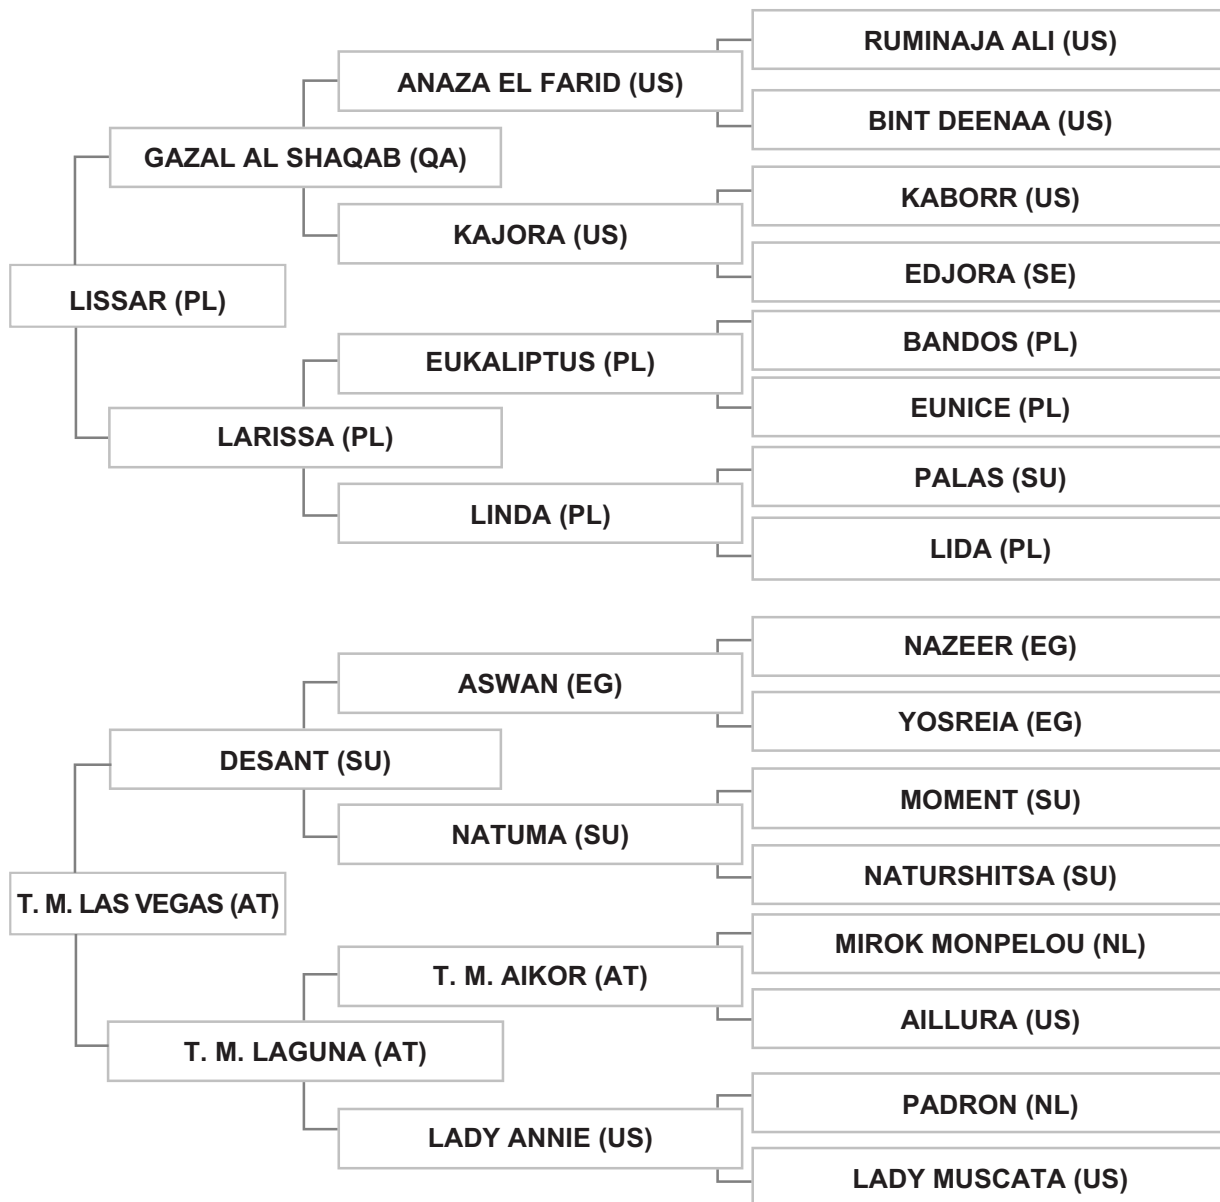 RUMINAJA ALI (US)
ANAZA EL FARID (US)
BINT DEENAA (US)
GAZAL AL SHAQAB (QA)
KABORR (US)
KAJORA (US)
EDJORA (SE)
LISSAR (PL)
BANDOS (PL)
EUKALIPTUS (PL)
EUNICE (PL)
LARISSA (PL)
PALAS (SU)
LINDA (PL)
LIDA (PL)
NAZEER (EG)
ASWAN (EG)
YOSREIA (EG)
DESANT (SU)
MOMENT (SU)
NATUMA (SU)
NATURSHITSA (SU)
T. M. LAS VEGAS (AT)
MIROK MONPELOU (NL)
T. M. AIKOR (AT)
AILLURA (US)
T. M. LAGUNA (AT)
PADRON (NL)
LADY ANNIE (US)
LADY MUSCATA (US)